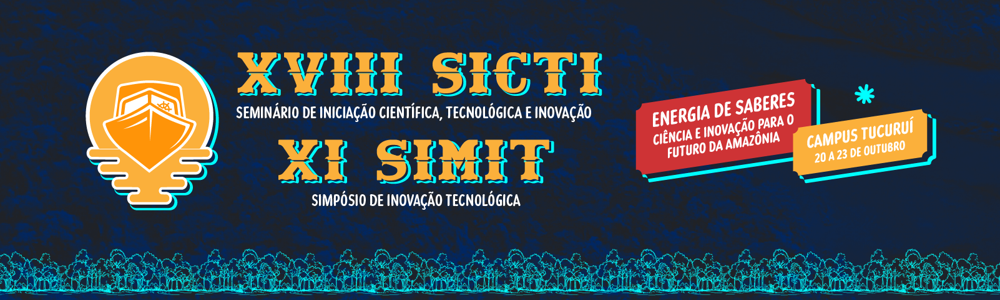 XVIII SICTI
SEMINÁRIO DE INICIAÇÃO CIENTÍFICA, TECNOLÓGICA E INOVAÇÃO
XI SIMIT
SIMPÓSIO DE INOVAÇÃO TECNOLÓGICA
ENERGIA DE SABERES
CIÊNCIA E INOVAÇÃO PARA O
FUTURO DA AMAZÔNIA
CAMPUS TUCURUÍ
20 A 23 DE OUTUBRO